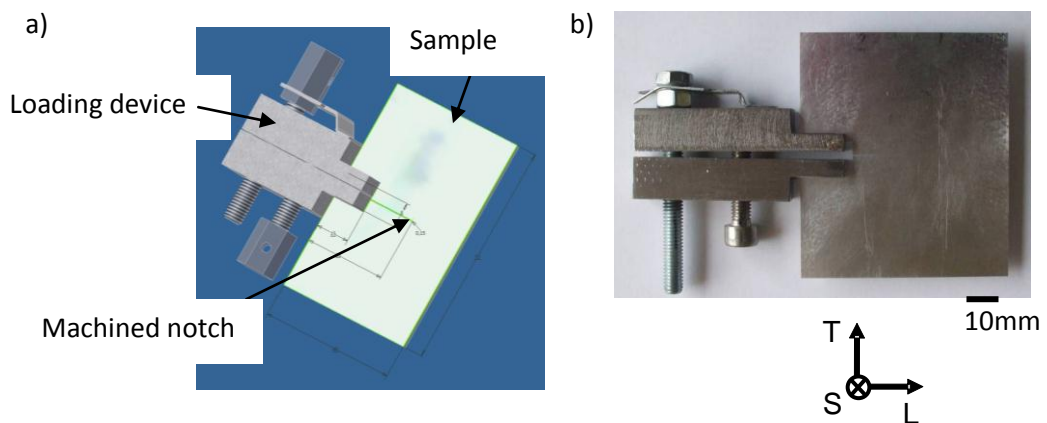 a)
Sample
Loading device
Machined notch
b)
10mm
T
S
L